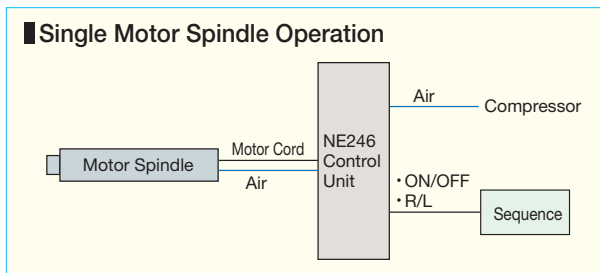 Single Motor Spindle Operation
Air
Compressor
Motor Cord
NE246
Control
Unit
Motor Spindle
Air
・ON/OFF
・R/L
Sequence